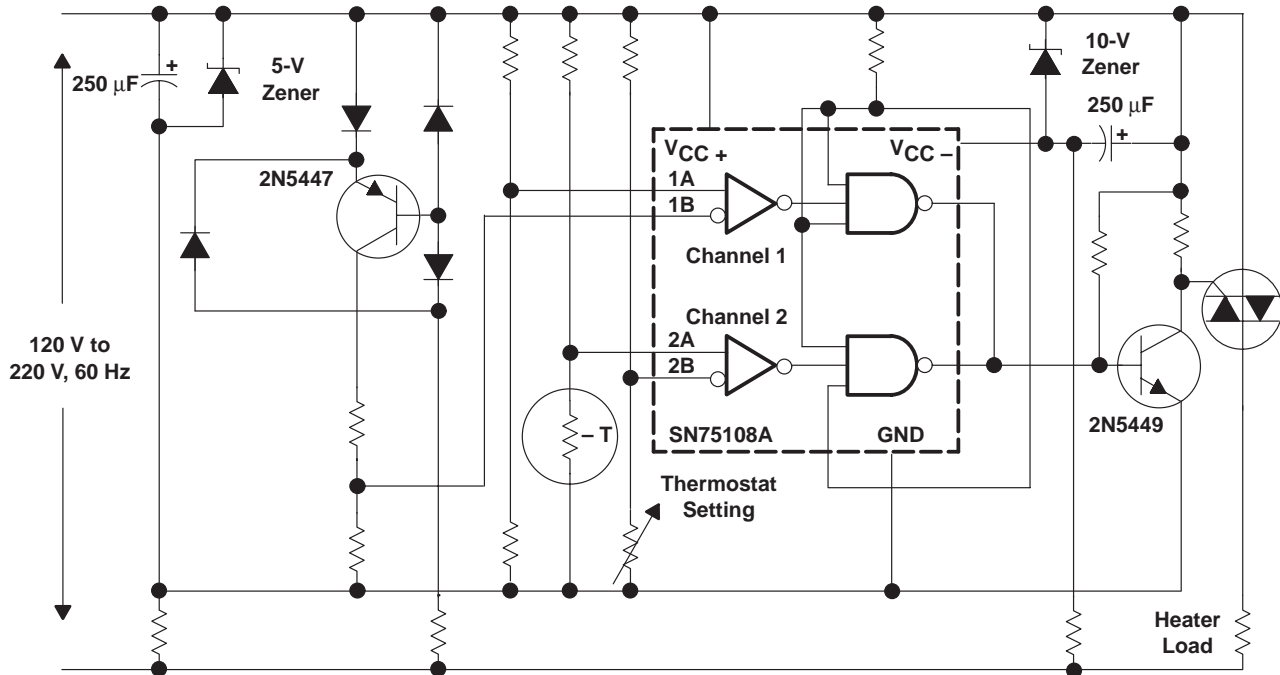 250 μF
+
5-V
Zener
2N5447
120 V to
220 V, 60 Hz
VCC +
VCC −
1A
1B
Channel 1
Channel 2
2A
2B
– T
SN75108A
GND
Thermostat
Setting
10-V
Zener
250 μF
+
2N5449
Heater
Load